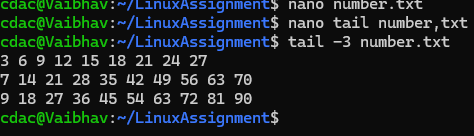 cdac@Vaibhav:~/LinuxAssignment$ nano number.txt
cdac@Vaibhav:~/LinuxAssignment$ nano tail number,txt
cdac@Vaibhav:~/LinuxAssignment$ tail -3 number.txt
3 6 9 12 15 18 21 24 27
7 14 21 28 35 42 49 56 63 70
9 18 27 36 45 54 63 72 81 90
cdac@Vaibhav:~/LinuxAssignment$